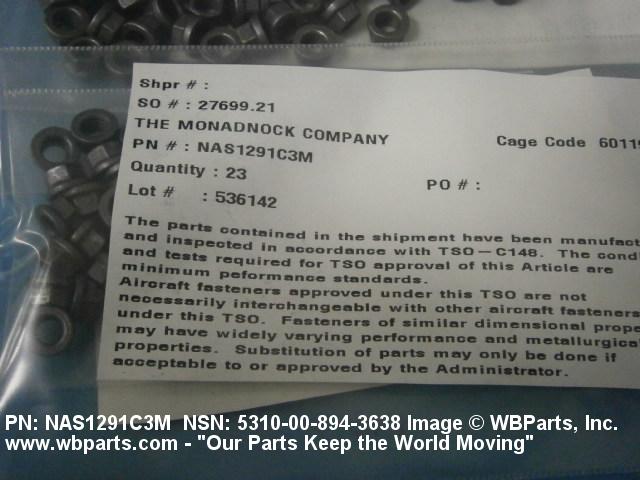 Shpr # :
SO # : 27699.21
THE MONADNOCK COMPANY
Cage Code 60119
PN # : NAS1291C3M
Quantity : 23
PO # :
Lot # : 536142
The parts contained in the shipment have been manufact
and inspected in accordance with TSO-C148. The cond
and tests required for TSO approval of this Article are
minimum peformance standards.
Aircraft fasteners approved under this TSO are not
necessarily interchangeable with other aircraft fasteners
under this TSO. Fasteners of similar dimensional prope
may have widely varying performance and metallurgica
properties. Substitution of parts may only be done if
acceptable to or approved by the Administrator.
PN: NAS1291C3M NSN: 5310-00-894-3638 Image © WBParts, Inc.
www.wbparts.com - "Our Parts Keep the World Moving"